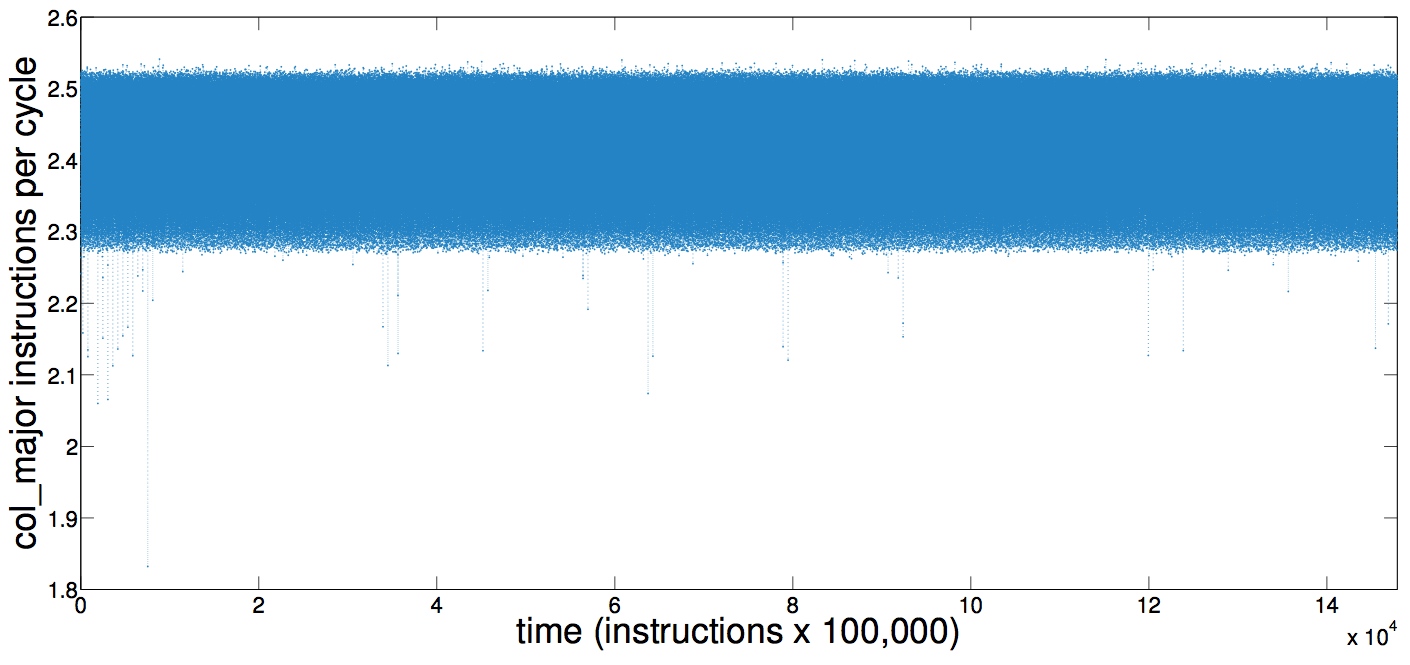 col_major instructions per cycle
2.6
2.5
2.4
2.3
2.2
2.1
2
1.9
1.8
0 2 4 6 8 10 12 14
x 10^4
time (instructions x 100,000)